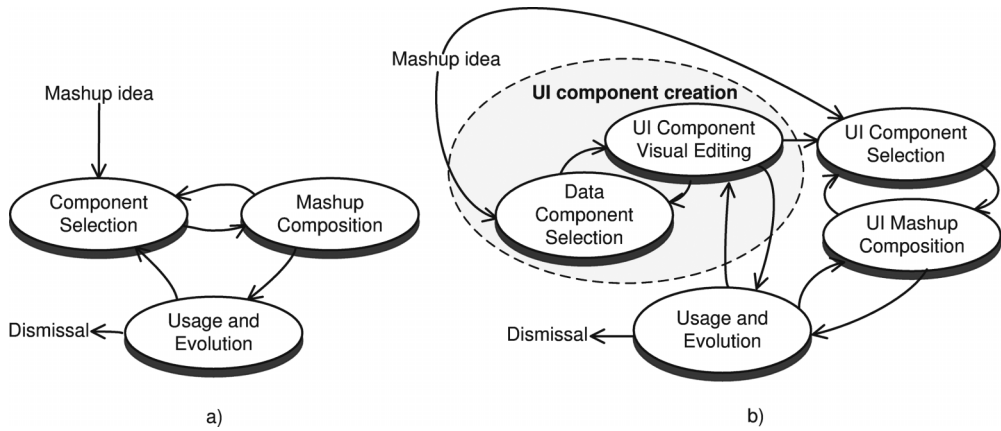 Mashup idea
Component
Selection
Mashup
Composition
Usage and
Evolution
Dismissal
a)
Mashup idea
UI component creation
UI Component
Visual Editing
Data
Component
Selection
UI Component
Selection
UI Mashup
Composition
Usage and
Evolution
Dismissal
b)